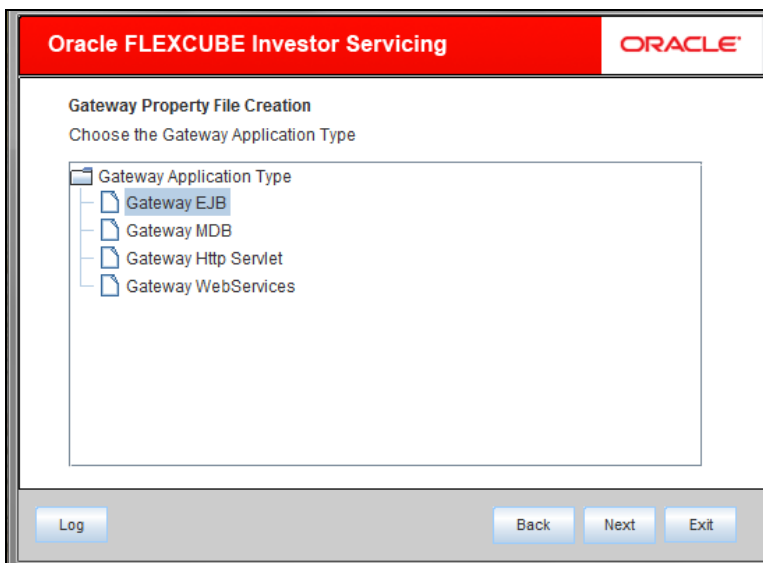 Oracle FLEXCUBE Investor Servicing
ORACLE®
Gateway Property File Creation
Choose the Gateway Application Type
Gateway Application Type
Gateway EJB
Gateway MDB
Gateway Http Servlet
Gateway WebServices
Log
Back
Next
Exit